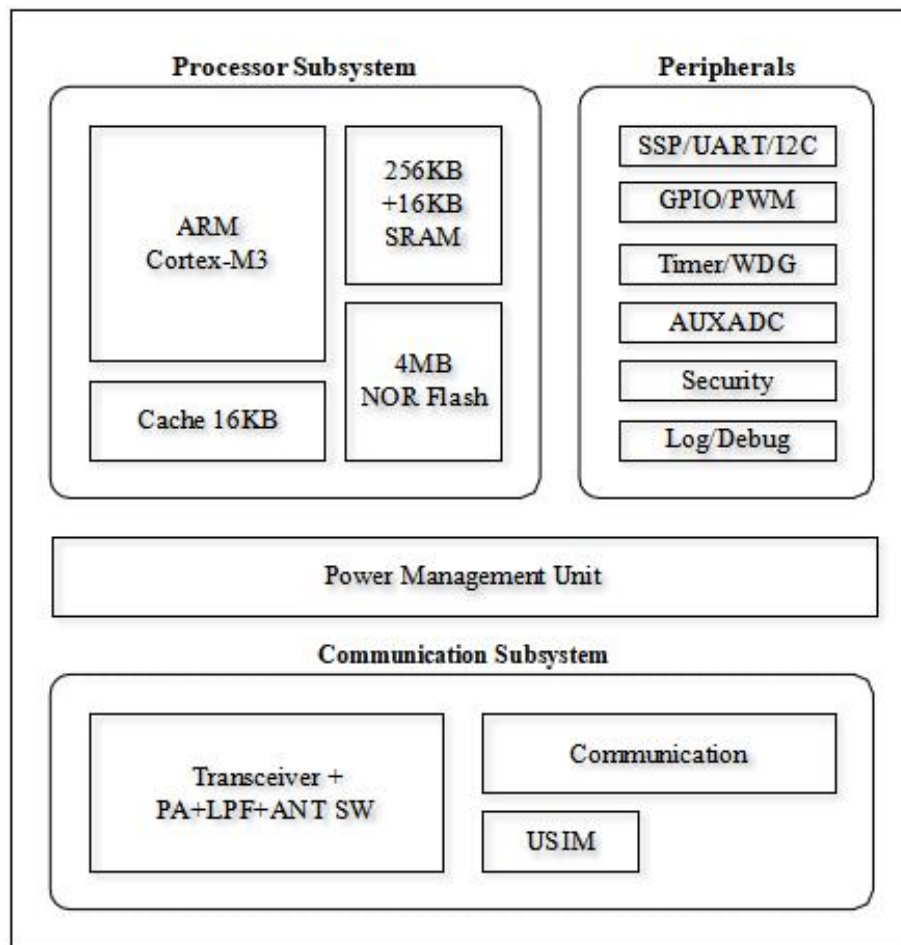 Processor Subsystem
ARM
Cortex-M3
Cache 16KB
256KB
+16KB
SRAM
4MB
NOR Flash
Peripherals
SSP/UART/I2C
GPIO/PWM
Timer/WDG
AUXADC
Security
Log/Debug
Power Management Unit
Communication Subsystem
Transceiver +
PA+LPF+ANT SW
Communication
USIM